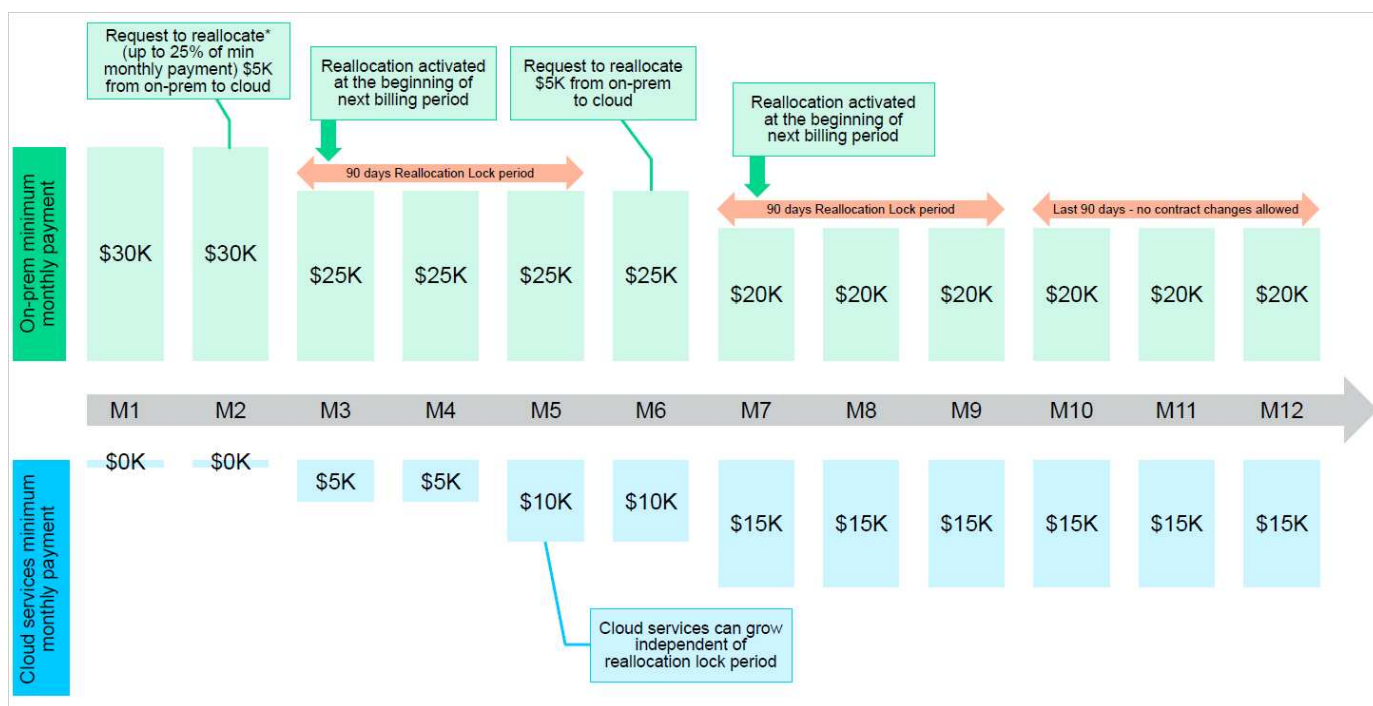 Request to reallocate*
(up to 25% of min
monthly payment) $5K
from on-prem to cloud
Reallocation activated
at the beginning of
next billing period
Request to reallocate
$5K from on-prem
to cloud
Reallocation activated
at the beginning of
next billing period
90 days Reallocation Lock period
90 days Reallocation Lock period
Last 90 days - no contract changes allowed
On-prem minimum
monthly payment
$30K
$30K
$25K
$25K
$25K
$25K
$20K
$20K
$20K
$20K
$20K
$20K
M1
M2
M3
M4
M5
M6
M7
M8
M9
M10
M11
M12
Cloud services minimum
monthly payment
$0K
$0K
$5K
$5K
$10K
$10K
$15K
$15K
$15K
$15K
$15K
$15K
Cloud services can grow
independent of
reallocation lock period